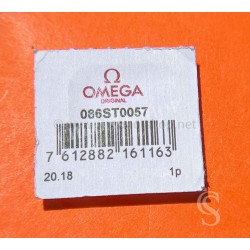 Ω
OMEGA
ORIGINAL
086ST0057
7 612882 161163
20.18 1p